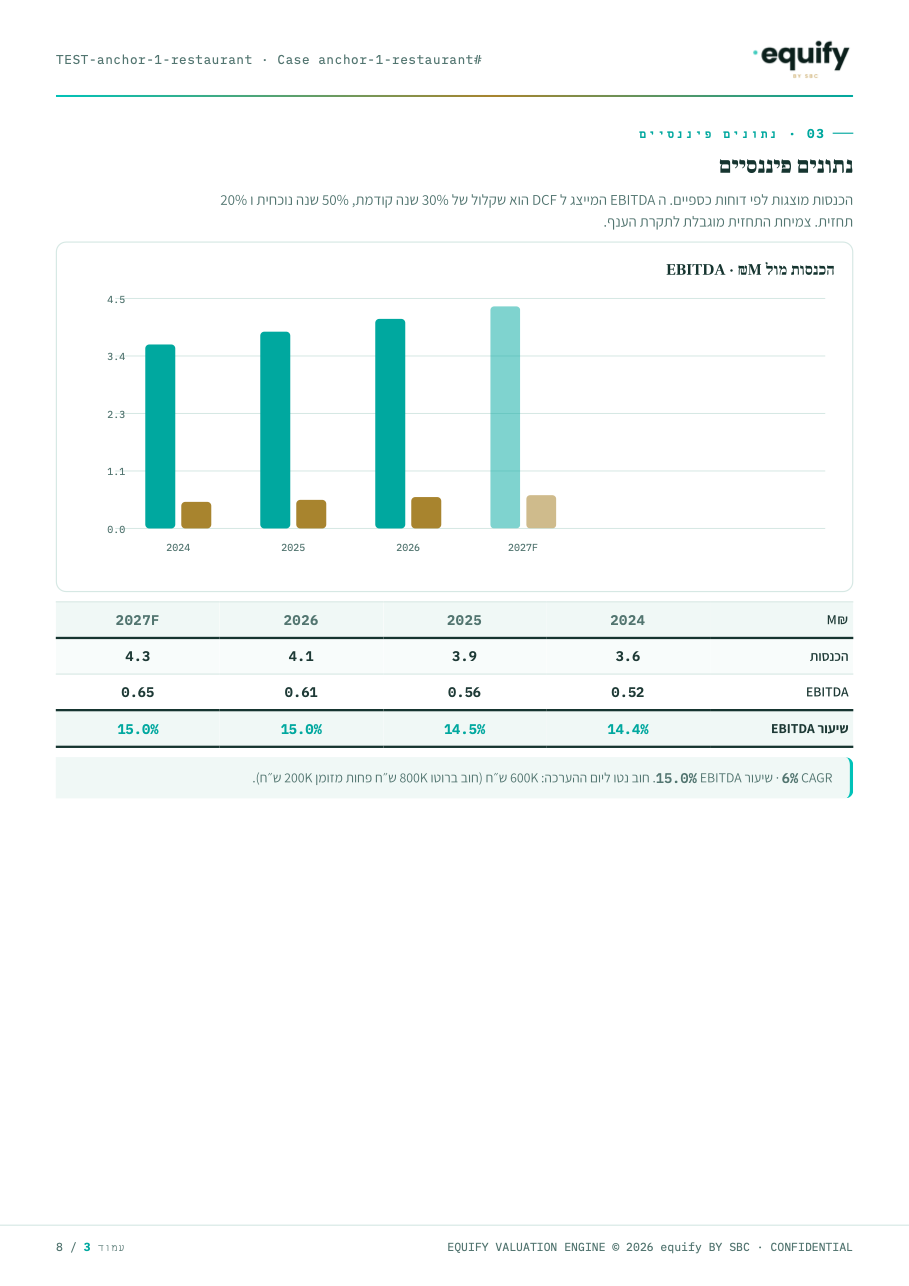 TEST-anchor-1-restaurant · Case anchor-1-restaurant#
equify
BY SBC
03 · נתונים פיננסיים
נתונים פיננסיים
הכנסות מוצגות לפי דוחות כספיים. ה EBITDA המייצג ל DCF הוא שקלול של 30% שנה קודמת, 50% שנה נוכחית ו 20%
תחזית. צמיחת התחזית מוגבלת לתקרת הענף.
הכנסות מול EBITDA · ₪M
4.5
3.4
2.3
1.1
0.0
2024 2025 2026 2027F
₪M 2024 2025 2026 2027F
הכנסות 3.6 3.9 4.1 4.3
EBITDA 0.52 0.56 0.61 0.65
שיעור EBITDA 14.4% 14.5% 15.0% 15.0%
CAGR 6% · שיעור EBITDA 15.0%. חוב נטו ליום ההערכה: 600K ש״ח (חוב ברוטו 800K ש״ח פחות מזומן 200K ש״ח).
EQUIFY VALUATION ENGINE © 2026 equify BY SBC · CONFIDENTIAL
עמוד 3 / 8